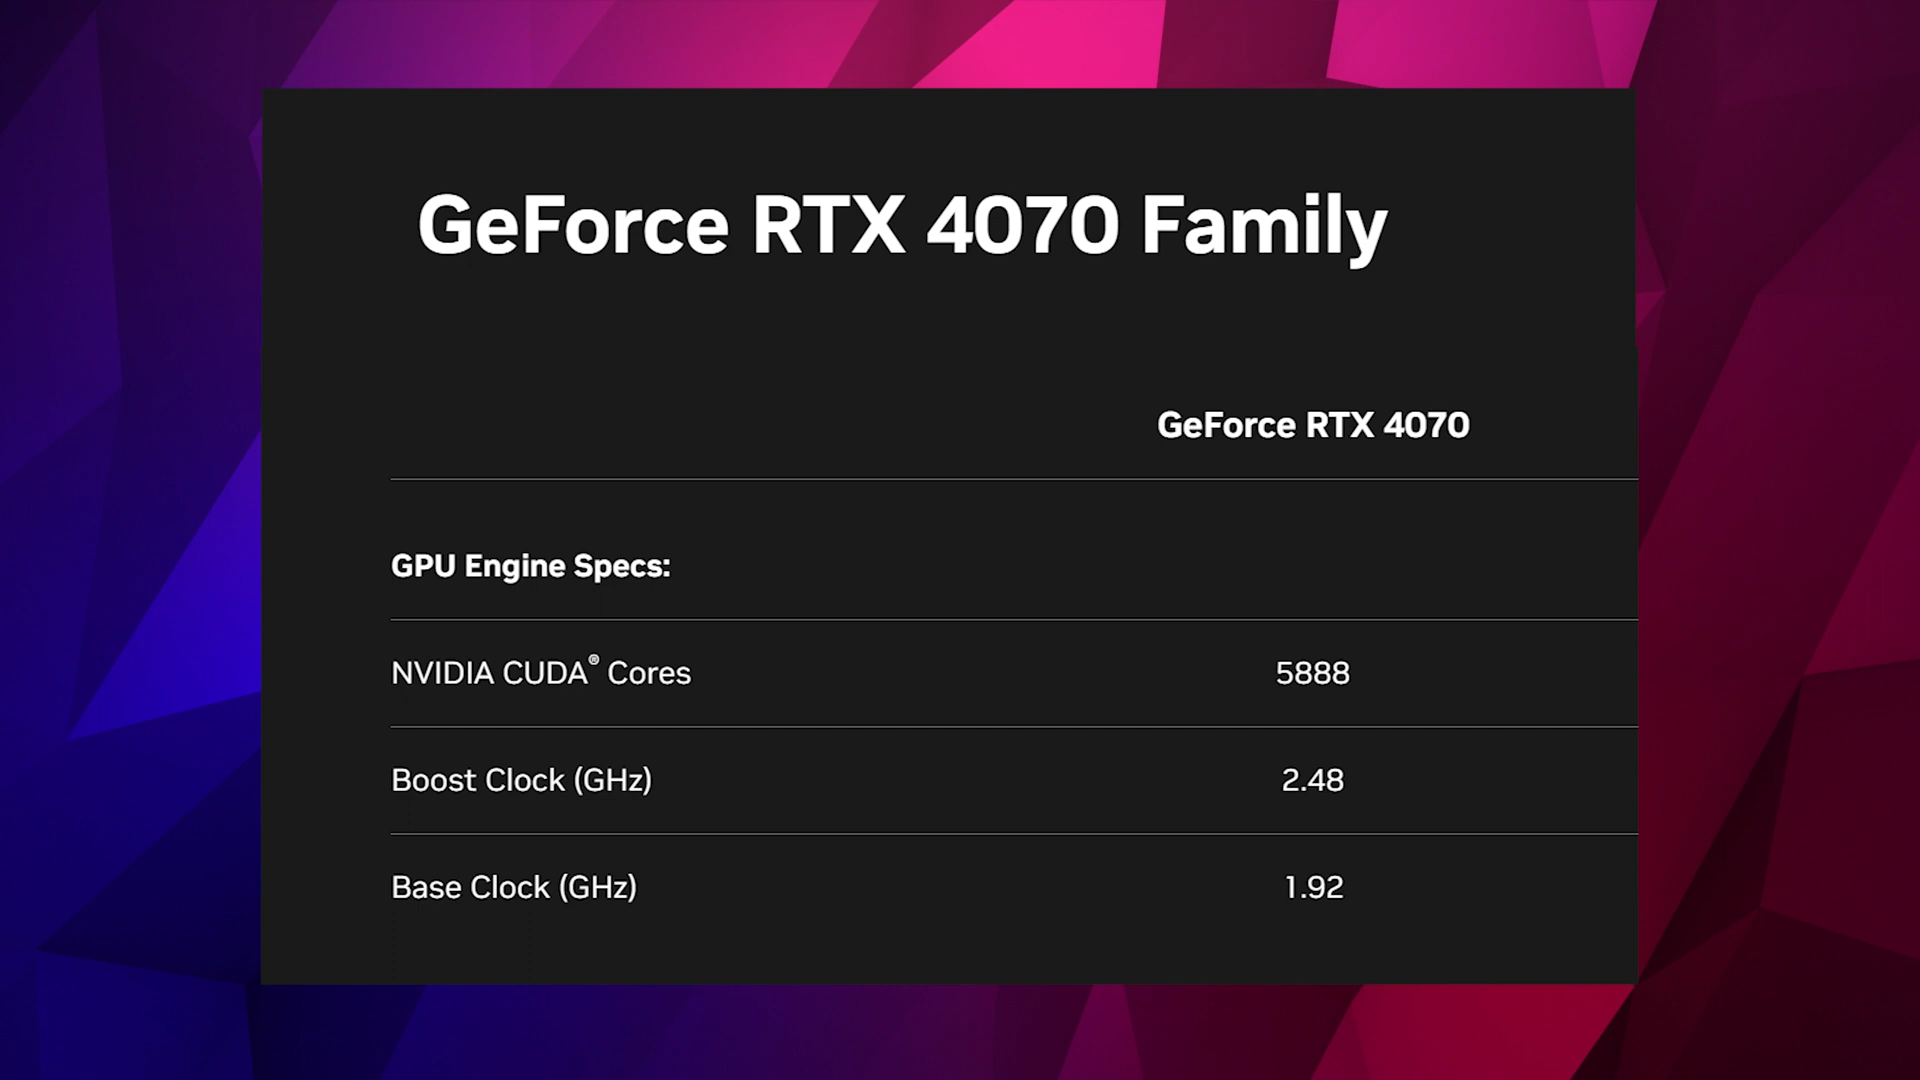 GeForce RTX 4070 Family
GeForce RTX 4070
GPU Engine Specs:
NVIDIA CUDA® Cores 5888
Boost Clock (GHz) 2.48
Base Clock (GHz) 1.92